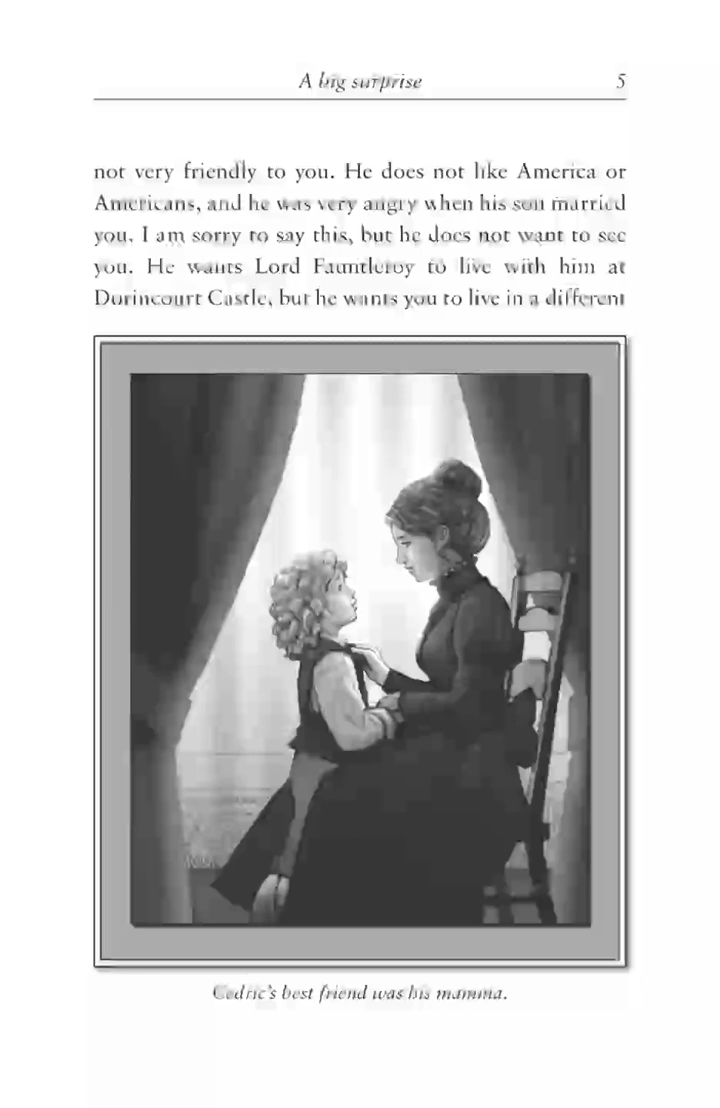 A big surprise 5
not very friendly to you. He does not like America or
Americans, and he was very angry when his son married
you. I am sorry to say this, but he does not want to see
you. He wants Lord Fauntleroy to live with him at
Dorincourt Castle, but he wants you to live in a different
Cedric's best friend was his mamma.